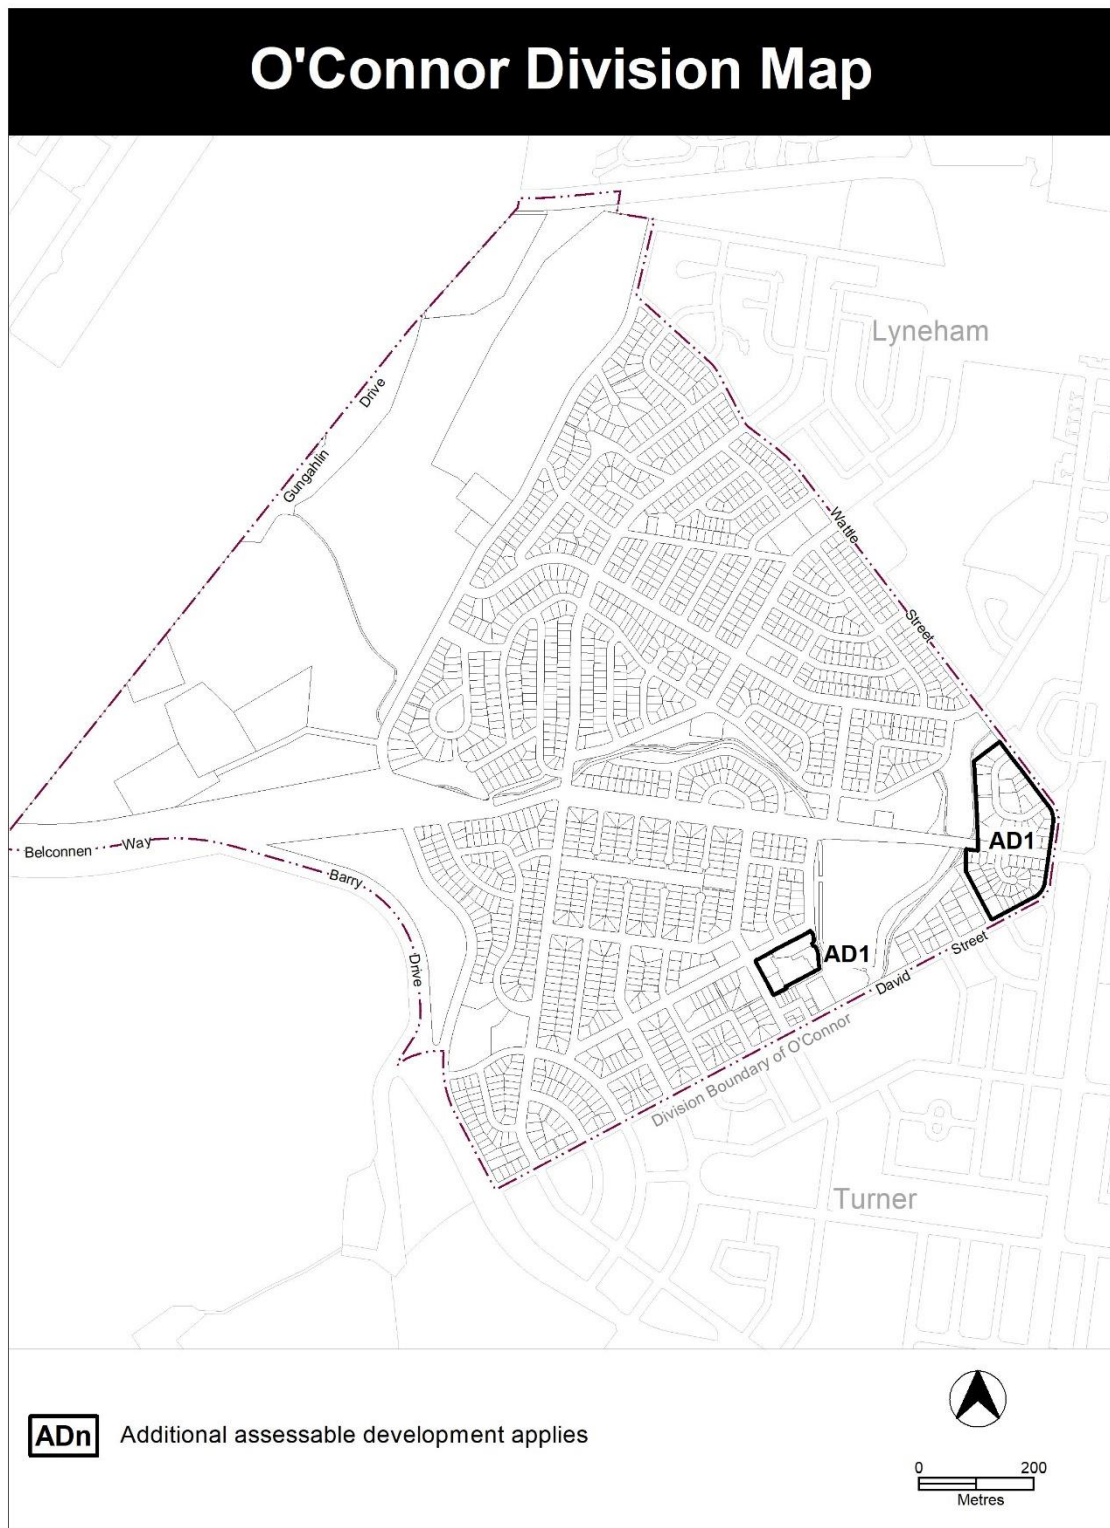 O'Connor Division Map
Lyneham
Gungahlin
Drive
Wattle
Street
AD1
Belconnen
Way
Barry
Drive
AD1
David
Street
Division Boundary of O'Connor
Turner
ADn
Additional assessable development applies
0
200
Metres